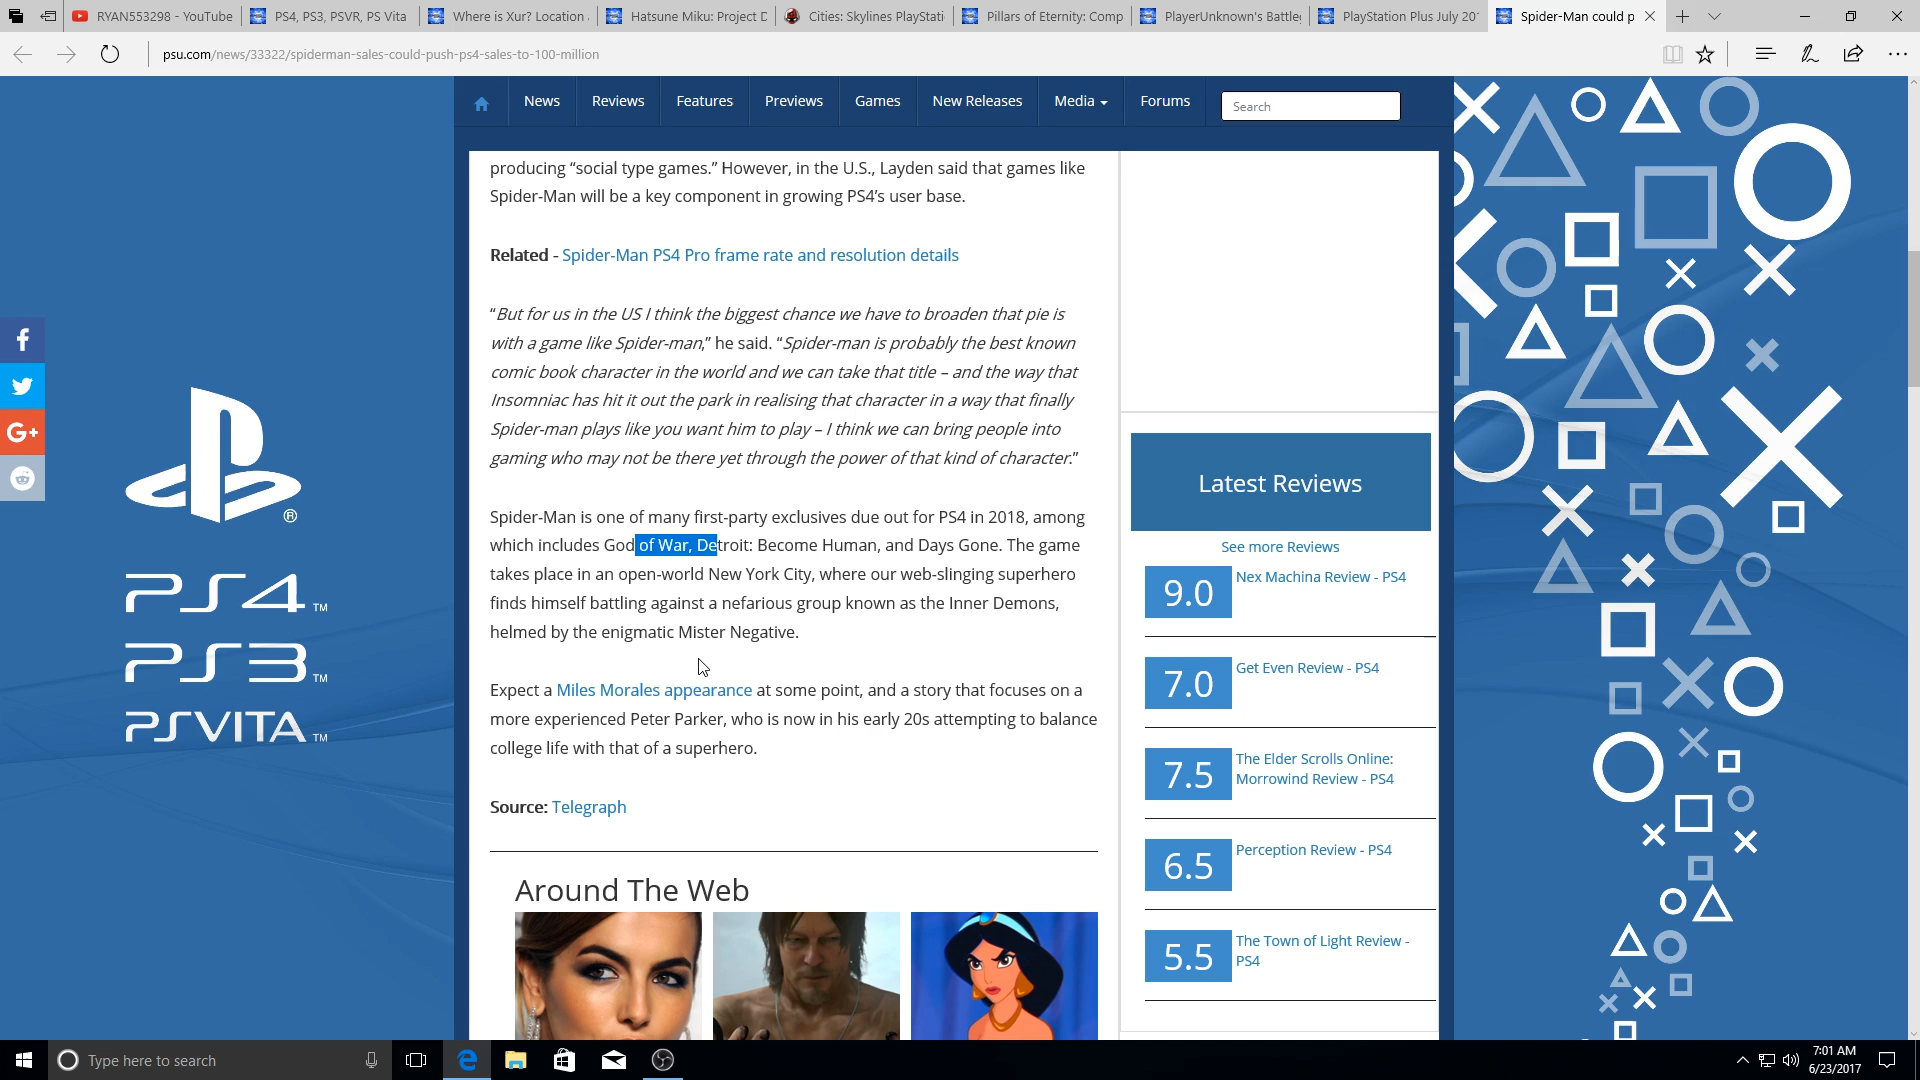 RYAN553298 - YouTube
PS4, PS3, PSVR, PS Vita
Where is Xur? Location
Hatsune Miku: Project D
Cities: Skylines PlayStati
Pillars of Eternity: Comp
PlayerUnknown's Battleg
PlayStation Plus July 201
Spider-Man could p
psu.com/news/33322/spiderman-sales-could-push-ps4-sales-to-100-million
News
Reviews
Features
Previews
Games
New Releases
Media
Forums
Search
producing “social type games.” However, in the U.S., Layden said that games like
Spider-Man will be a key component in growing PS4’s user base.
Related - Spider-Man PS4 Pro frame rate and resolution details
“But for us in the US I think the biggest chance we have to broaden that pie is
with a game like Spider-man,” he said. “Spider-man is probably the best known
comic book character in the world and we can take that title – and the way that
Insomniac has hit it out the park in realising that character in a way that finally
Spider-man plays like you want him to play – I think we can bring people into
gaming who may not be there yet through the power of that kind of character.”
Spider-Man is one of many first-party exclusives due out for PS4 in 2018, among
which includes God of War, Detroit: Become Human, and Days Gone. The game
takes place in an open-world New York City, where our web-slinging superhero
finds himself battling against a nefarious group known as the Inner Demons,
helmed by the enigmatic Mister Negative.
Expect a Miles Morales appearance at some point, and a story that focuses on a
more experienced Peter Parker, who is now in his early 20s attempting to balance
college life with that of a superhero.
Source: Telegraph
Around The Web
Latest Reviews
See more Reviews
9.0
Nex Machina Review - PS4
7.0
Get Even Review - PS4
7.5
The Elder Scrolls Online:
Morrowind Review - PS4
6.5
Perception Review - PS4
5.5
The Town of Light Review -
PS4
f
G+
®
PS4 TM
PS3 TM
PSVITA TM
Type here to search
7:01 AM
6/23/2017